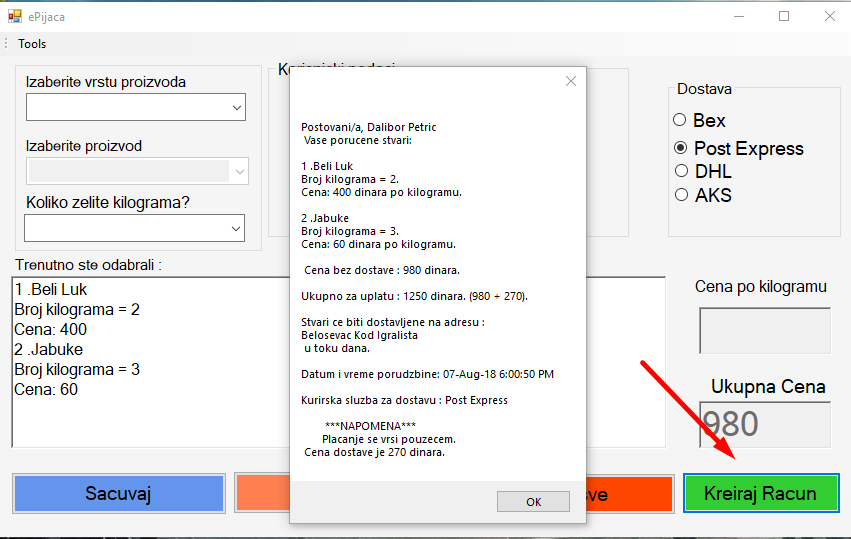 ePijaca
Tools
Izaberite vrstu proizvoda
Izaberite proizvod
Koliko zelite kilograma?
Korisnicki podaci
Dostava
Bex
Post Express
DHL
AKS
Trenutno ste odabrali :
1 .Beli Luk
Broj kilograma = 2
Cena: 400
2 .Jabuke
Broj kilograma = 3
Cena: 60
Postovani/a, Dalibor Petric
Vase porucene stvari:
1 .Beli Luk
Broj kilograma = 2.
Cena: 400 dinara po kilogramu.
2 .Jabuke
Broj kilograma = 3.
Cena: 60 dinara po kilogramu.
Cena bez dostave : 980 dinara.
Ukupno za uplatu : 1250 dinara. (980 + 270).
Stvari ce biti dostavljene na adresu :
Belosevac Kod Igralista
u toku dana.
Datum i vreme porudzbine: 07-Aug-18 6:00:50 PM
Kurirska sluzba za dostavu : Post Express
***NAPOMENA***
Placanje se vrsi pouzecem.
Cena dostave je 270 dinara.
OK
Cena po kilogramu
Ukupna Cena
980
Sacuvaj
sve
Kreiraj Racun